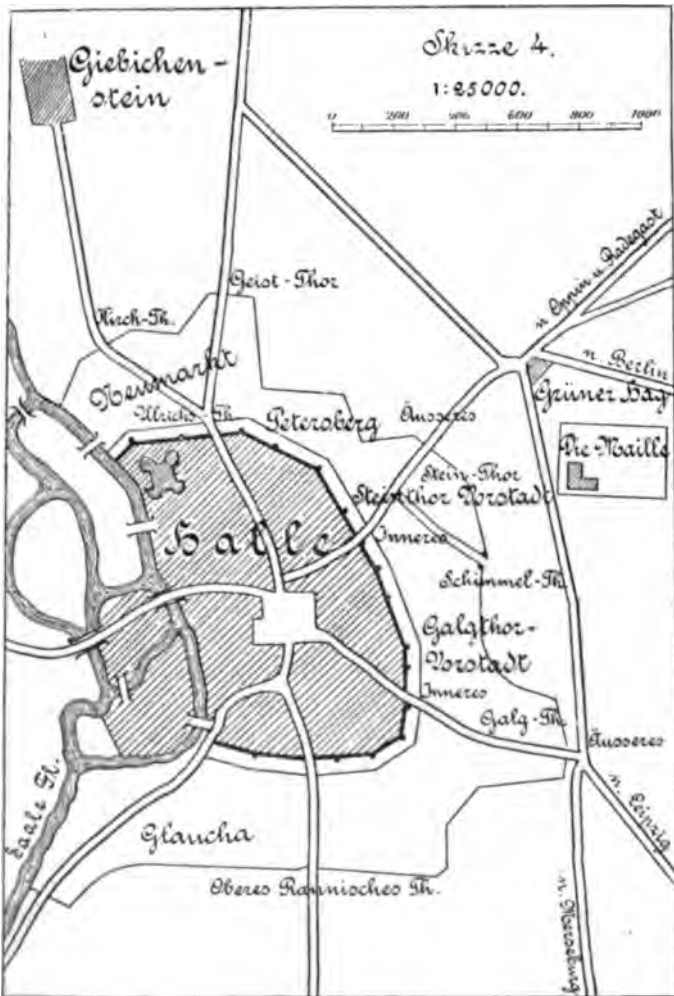 Skizze 4.
1:25000.
0 200 400 600 800 1000
Giebichen-
stein
Geist-Thor
Kirch-Th.
Neumarkt
Ulrichs-Th.
Petersberg
Äusseres
Stein-Thor
Steinthor Vorstadt
Inneres
n Oppin u Radegast
n. Berlin
Grüner Hag
Die Maille
Halle
Schimmel-Th.
Galgthor-
Vorstadt
Inneres
Galg-Th.
Äusseres
n. Leipzig
Saale Fl.
Glaucha
Oberes Rannisches Th.
n. Merseburg